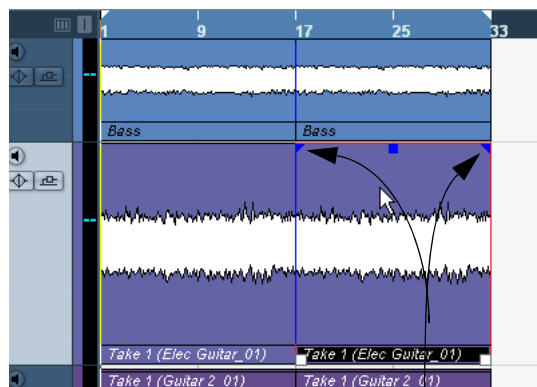 1 9 17 25 33
Bass Bass
Take 1 (Elec Guitar_01) Take 1 (Elec Guitar_01)
Take 1 (Guitar 2_01) Take 1 (Guitar 2_01)